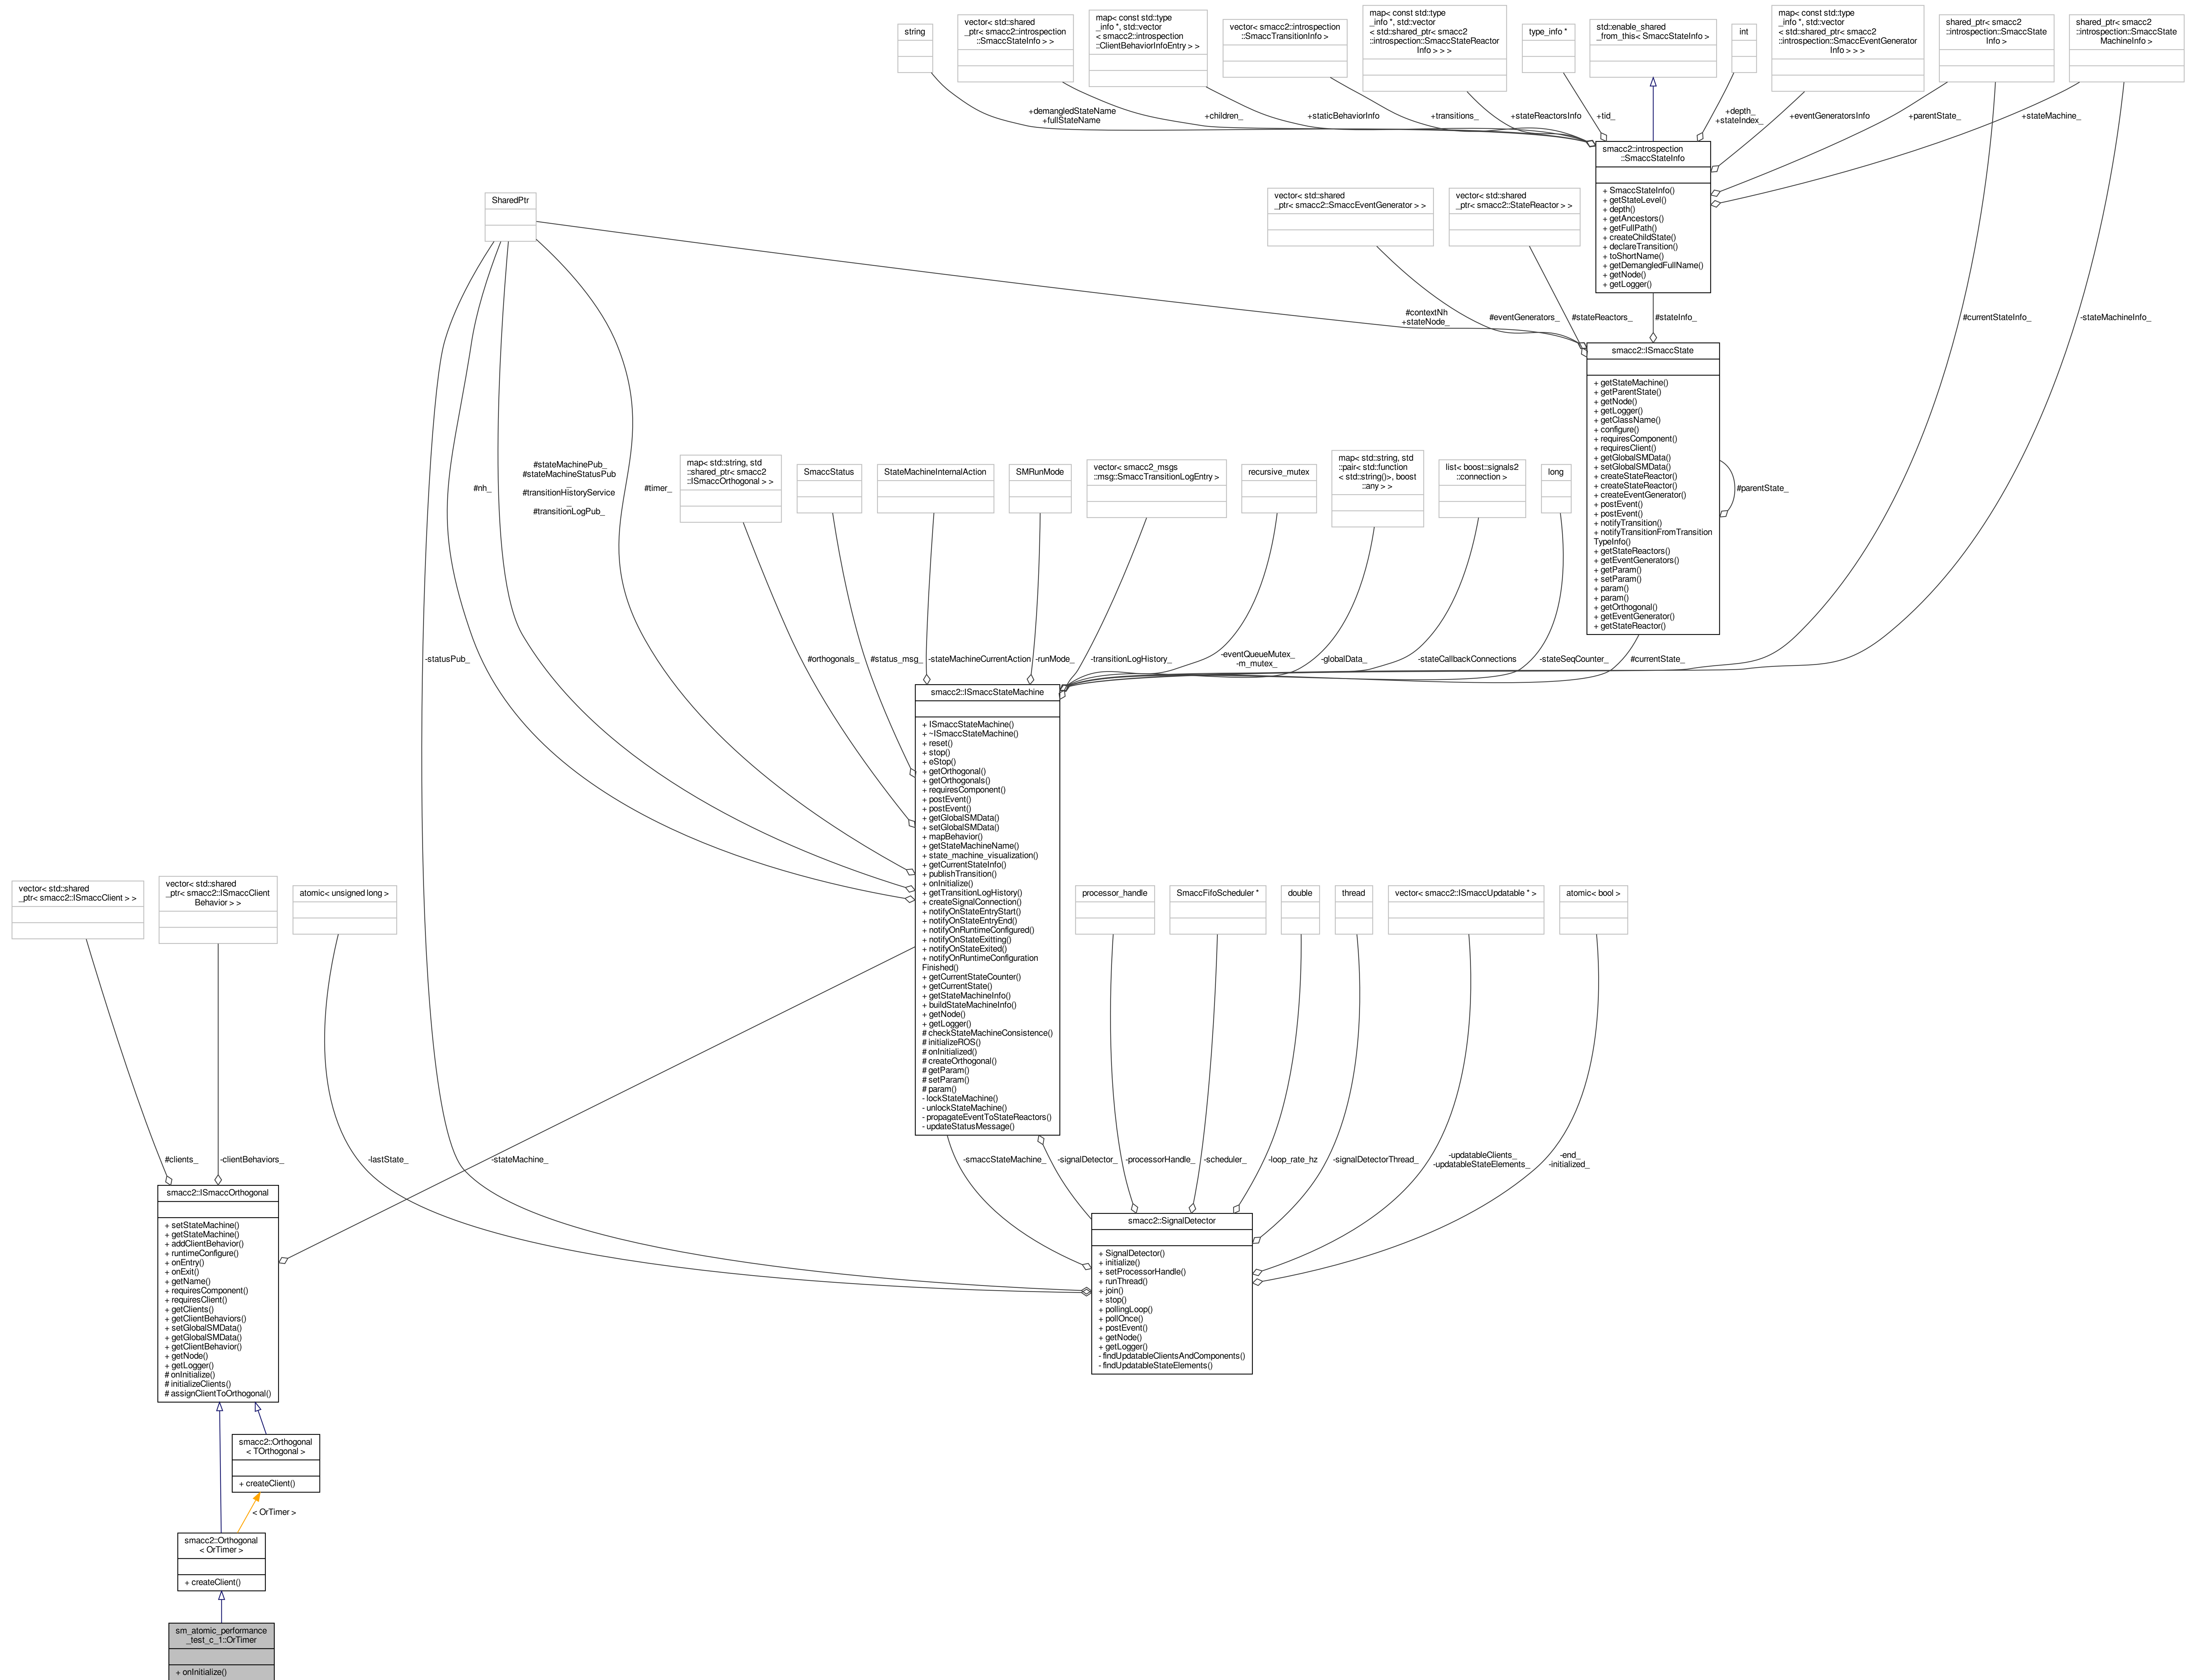 string
vector< std::shared
_ptr< smacc2::introspection
::SmaccStateInfo > >
map< const std::type
_info *, std::vector
< smacc2::introspection
::ClientBehaviorInfoEntry > >
vector< smacc2::introspection
::SmaccTransitionInfo >
map< const std::type
_info *, std::vector
< std::shared_ptr< smacc2
::introspection::SmaccStateReactor
Info > > >
type_info *
std::enable_shared
_from_this< SmaccStateInfo >
int
map< const std::type
_info *, std::vector
< std::shared_ptr< smacc2
::introspection::SmaccEventGenerator
Info > > >
shared_ptr< smacc2
::introspection::SmaccState
Info >
shared_ptr< smacc2
::introspection::SmaccState
MachineInfo >
+demangledStateName
+fullStateName
+children_
+staticBehaviorInfo
+transitions_
+stateReactorsInfo
+tid_
+depth_
+stateIndex_
+eventGeneratorsInfo
+parentState_
+stateMachine_
smacc2::introspection
::SmaccStateInfo
+ SmaccStateInfo()
+ getStateLevel()
+ depth()
+ getAncestors()
+ getFullPath()
+ createChildState()
+ declareTransition()
+ toShortName()
+ getDemangledFullName()
+ getNode()
+ getLogger()
SharedPtr
vector< std::shared
_ptr< smacc2::SmaccEventGenerator > >
vector< std::shared
_ptr< smacc2::StateReactor > >
#contextNh
+stateNode_
#eventGenerators_
#stateReactors_
#stateInfo_
#currentStateInfo_
-stateMachineInfo_
smacc2::ISmaccState
+ getStateMachine()
+ getParentState()
+ getNode()
+ getLogger()
+ getClassName()
+ configure()
+ requiresComponent()
+ requiresClient()
+ getGlobalSMData()
+ setGlobalSMData()
+ createStateReactor()
+ createStateReactor()
+ createEventGenerator()
+ postEvent()
+ postEvent()
+ notifyTransition()
+ notifyTransitionFromTransition
TypeInfo()
+ getStateReactors()
+ getEventGenerators()
+ getParam()
+ setParam()
+ param()
+ param()
+ getOrthogonal()
+ getEventGenerator()
+ getStateReactor()
#parentState_
#nh_
#stateMachinePub_
#stateMachineStatusPub
_
#transitionHistoryService
_
#transitionLogPub_
#timer_
map< std::string, std
::shared_ptr< smacc2
::ISmaccOrthogonal > >
SmaccStatus
StateMachineInternalAction
SMRunMode
vector< smacc2_msgs
::msg::SmaccTransitionLogEntry >
recursive_mutex
map< std::string, std
::pair< std::function
< std::string()>, boost
::any > >
list< boost::signals2
::connection >
long
-statusPub_
#orthogonals_
#status_msg_
-stateMachineCurrentAction
-runMode_
-transitionLogHistory_
-eventQueueMutex_
-m_mutex_
-globalData_
-stateCallbackConnections
-stateSeqCounter_
#currentState_
smacc2::ISmaccStateMachine
+ ISmaccStateMachine()
+ ~ISmaccStateMachine()
+ reset()
+ stop()
+ eStop()
+ getOrthogonal()
+ getOrthogonals()
+ requiresComponent()
+ postEvent()
+ postEvent()
+ getGlobalSMData()
+ setGlobalSMData()
+ mapBehavior()
+ getStateMachineName()
+ state_machine_visualization()
+ getCurrentStateInfo()
+ publishTransition()
+ onInitialize()
+ getTransitionLogHistory()
+ createSignalConnection()
+ notifyOnStateEntryStart()
+ notifyOnStateEntryEnd()
+ notifyOnRuntimeConfigured()
+ notifyOnStateExitting()
+ notifyOnStateExited()
+ notifyOnRuntimeConfiguration
Finished()
+ getCurrentStateCounter()
+ getCurrentState()
+ getStateMachineInfo()
+ buildStateMachineInfo()
+ getNode()
+ getLogger()
# checkStateMachineConsistence()
# initializeROS()
# onInitialized()
# createOrthogonal()
# getParam()
# setParam()
# param()
- lockStateMachine()
- unlockStateMachine()
- propagateEventToStateReactors()
- updateStatusMessage()
vector< std::shared
_ptr< smacc2::ISmaccClient > >
vector< std::shared
_ptr< smacc2::ISmaccClient
Behavior > >
atomic< unsigned long >
processor_handle
SmaccFifoScheduler *
double
thread
vector< smacc2::ISmaccUpdatable * >
atomic< bool >
#clients_
-clientBehaviors_
-lastState_
-stateMachine_
-smaccStateMachine_
-signalDetector_
-processorHandle_
-scheduler_
-loop_rate_hz
-signalDetectorThread_
-updatableClients_
-updatableStateElements_
-end_
-initialized_
smacc2::ISmaccOrthogonal
+ setStateMachine()
+ getStateMachine()
+ addClientBehavior()
+ runtimeConfigure()
+ onEntry()
+ onExit()
+ getName()
+ requiresComponent()
+ requiresClient()
+ getClients()
+ getClientBehaviors()
+ setGlobalSMData()
+ getGlobalSMData()
+ getClientBehavior()
+ getNode()
+ getLogger()
# onInitialize()
# initializeClients()
# assignClientToOrthogonal()
smacc2::SignalDetector
+ SignalDetector()
+ initialize()
+ setProcessorHandle()
+ runThread()
+ join()
+ stop()
+ pollingLoop()
+ pollOnce()
+ postEvent()
+ getNode()
+ getLogger()
- findUpdatableClientsAndComponents()
- findUpdatableStateElements()
smacc2::Orthogonal
< TOrthogonal >
+ createClient()
< OrTimer >
smacc2::Orthogonal
< OrTimer >
+ createClient()
sm_atomic_performance
_test_c_1::OrTimer
+ onInitialize()